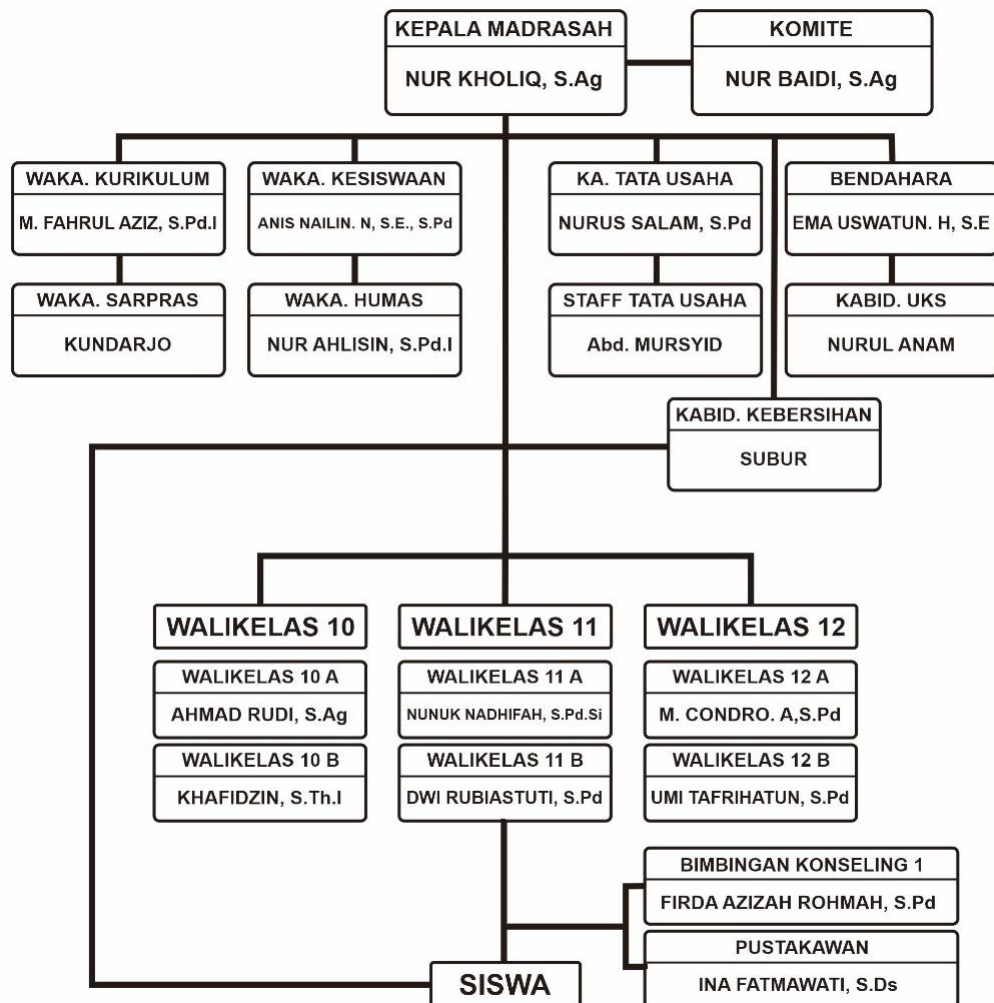 KEPALA MADRASAH
NUR KHOLIQ, S.Ag
KOMITE
NUR BAIDI, S.Ag
WAKA. KURIKULUM
M. FAHRUL AZIZ, S.Pd.I
WAKA. KESISWAAN
ANIS NAILIN. N, S.E., S.Pd
KA. TATA USAHA
NURUS SALAM, S.Pd
BENDAHARA
EMA USWATUN. H, S.E
WAKA. SARPRAS
KUNDARJO
WAKA. HUMAS
NUR AHLISIN, S.Pd.I
STAFF TATA USAHA
Abd. MURSYID
KABID. UKS
NURUL ANAM
KABID. KEBERSIHAN
SUBUR
WALIKELAS 10
WALIKELAS 11
WALIKELAS 12
WALIKELAS 10 A
AHMAD RUDI, S.Ag
WALIKELAS 11 A
NUNUK NADHIFAH, S.Pd.Si
WALIKELAS 12 A
M. CONDRO. A,S.Pd
WALIKELAS 10 B
KHAFIDZIN, S.Th.I
WALIKELAS 11 B
DWI RUBIASTUTI, S.Pd
WALIKELAS 12 B
UMI TAFRIHATUN, S.Pd
BIMBINGAN KONSELING 1
FIRDA AZIZAH ROHMAH, S.Pd
PUSTAKAWAN
INA FATMAWATI, S.Ds
SISWA